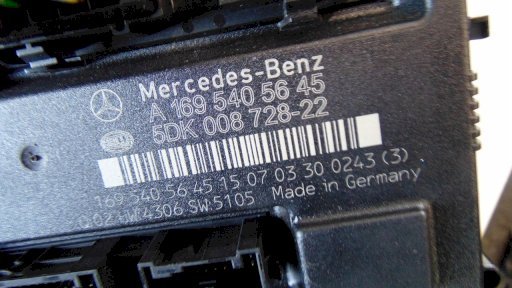 Mercedes-Benz
A 169 540 56 45
5DK 008 728-22
169 540 56 45 15 07 03 30 0243 (3)
SW:5105 Made in Germany